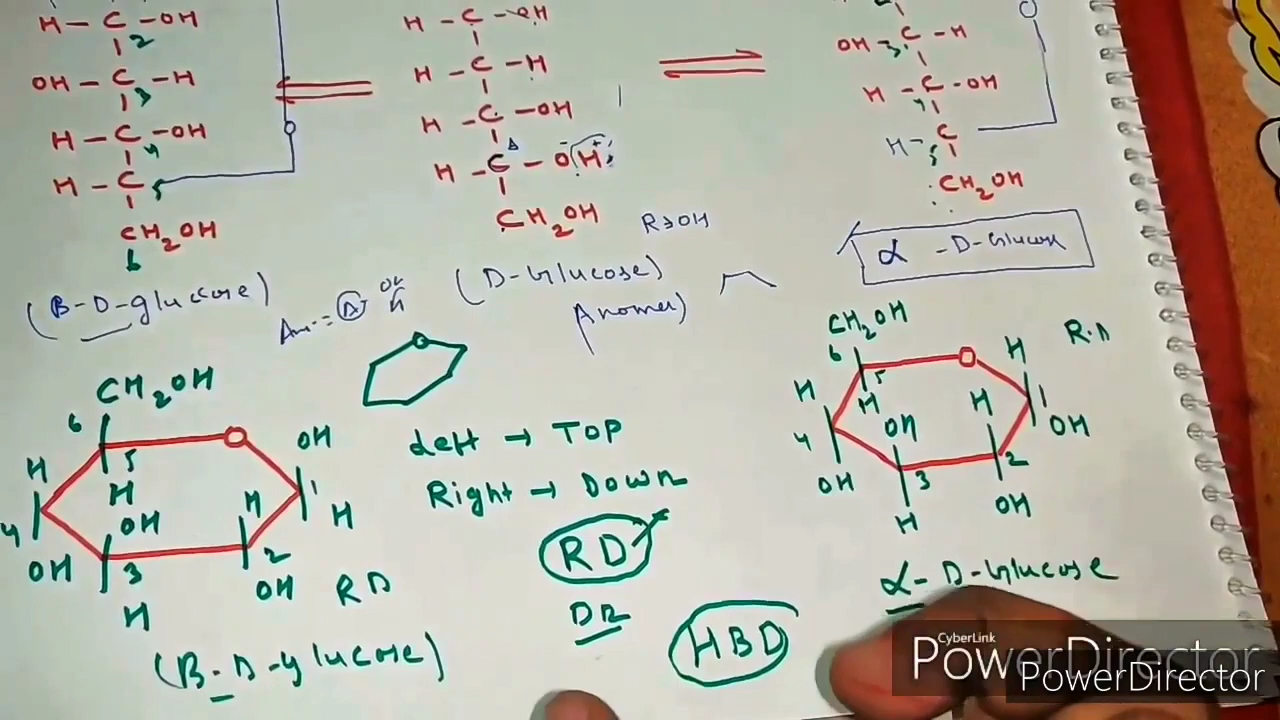 H - C - OH
2
OH - C - H
3
H - C - OH
4
H - C
5
CH2OH
6
(B-D-glucose)
H - C - OH
H - C - H
H - C - OH
H - C - OH
CH2OH
(D-Glucose)
Anomer)
R→OH
OH - C - H
3
H - C - OH
4
H - C
5
CH2OH
α - D-Glucose
CH2OH
6
5
H
H
4
OH
OH
3
H
H
2
OH
OH
1
H
RD
(B-D-glucose)
Left → TOP
Right → Down
RD
DR
HBD
CH2OH
6
5
H
H
4
OH
OH
3
H
H
2
OH
H
1
OH
R.D
α-D-Glucose
CyberLink
PowerDirector
PowerDirector